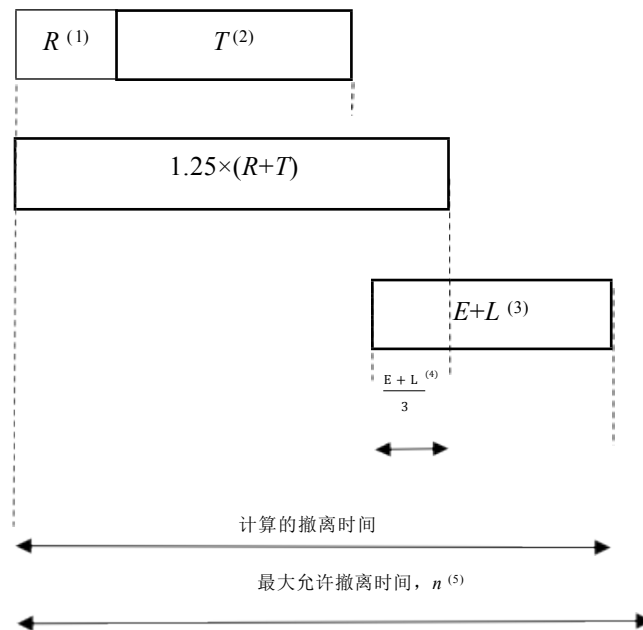 R (1) T (2)
1.25×(R+T)
E+L (3)
E + L (4)
3
计算的撤离时间
最大允许撤离时间，n (5)